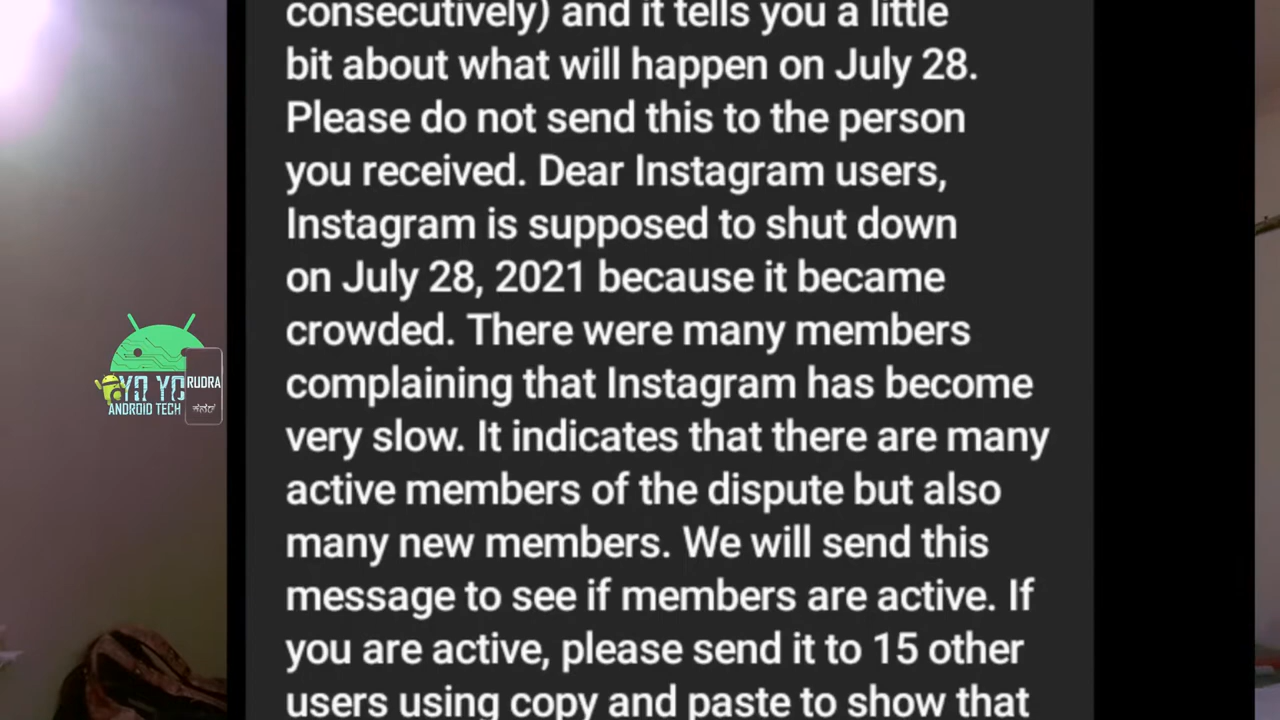 consecutively) and it tells you a little
bit about what will happen on July 28.
Please do not send this to the person
you received. Dear Instagram users,
Instagram is supposed to shut down
on July 28, 2021 because it became
crowded. There were many members
complaining that Instagram has become
very slow. It indicates that there are many
active members of the dispute but also
many new members. We will send this
message to see if members are active. If
you are active, please send it to 15 other
users using copy and paste to show that
YO YO
RUDRA
ANDROID TECH